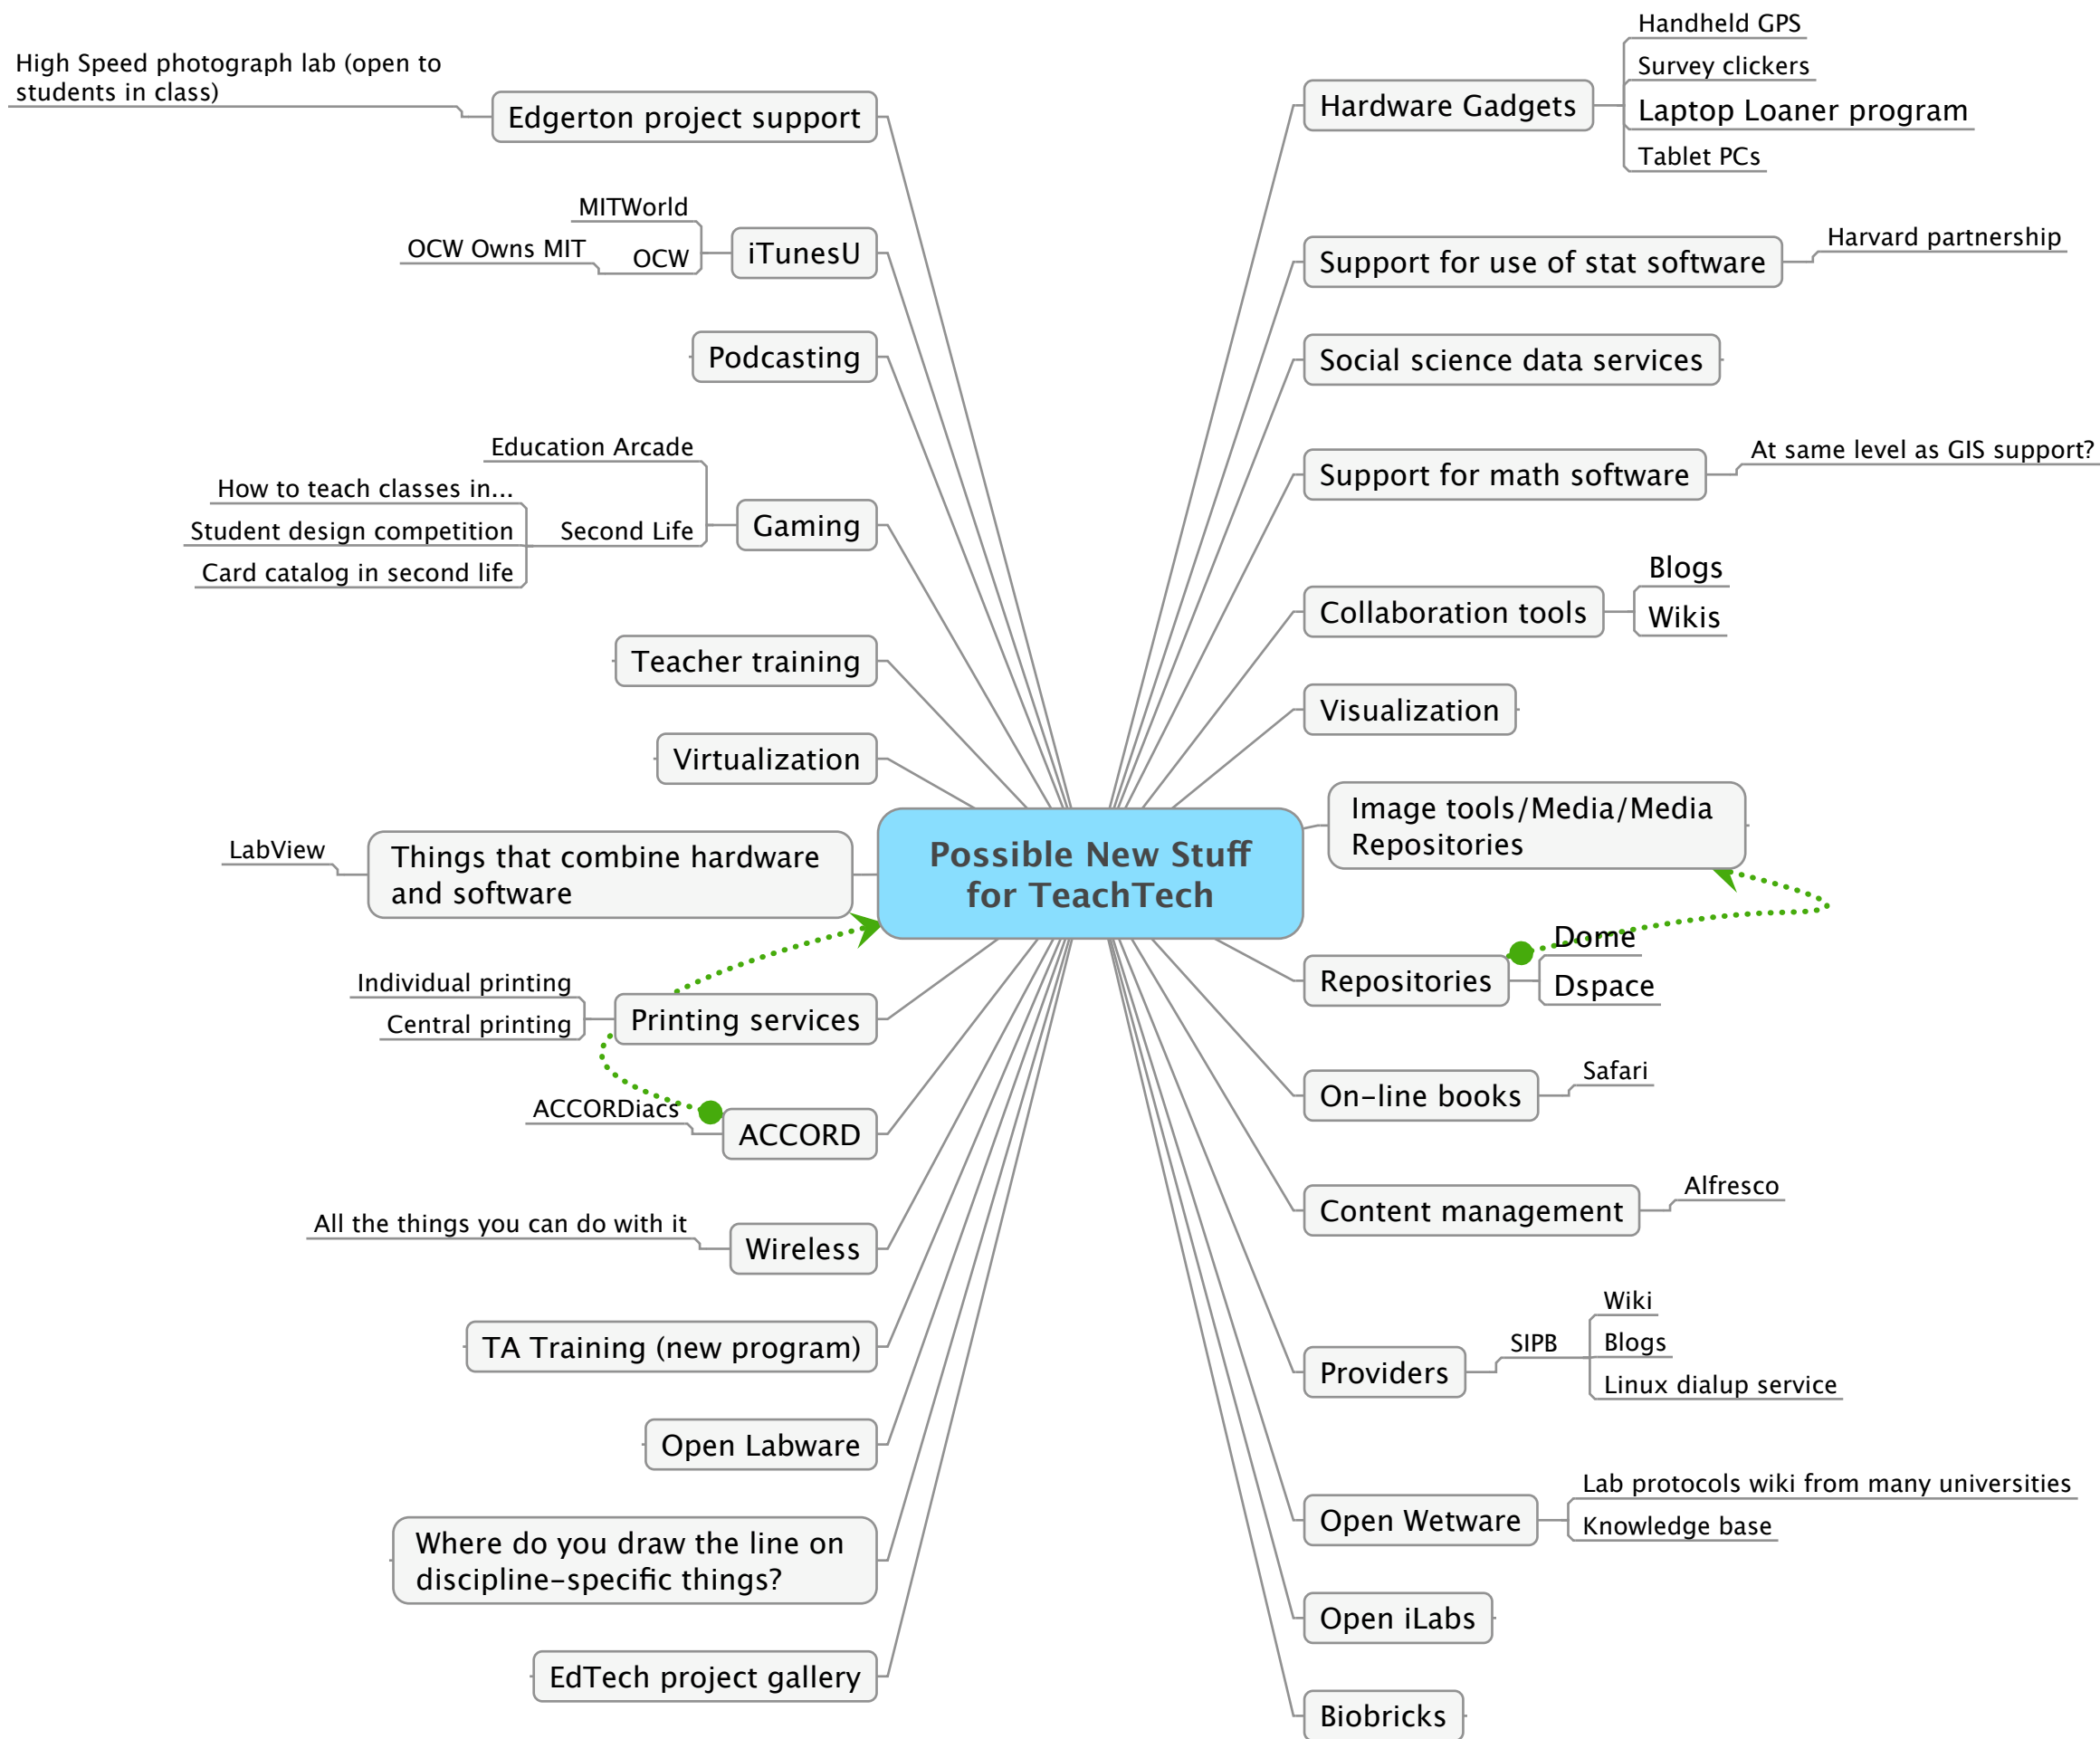 Possible New Stuff
for TeachTech
Edgerton project support
High Speed photograph lab (open to
students in class)
iTunesU
MITWorld
OCW
OCW Owns MIT
Podcasting
Gaming
Education Arcade
Second Life
How to teach classes in...
Student design competition
Card catalog in second life
Teacher training
Virtualization
Things that combine hardware
and software
LabView
Printing services
Individual printing
Central printing
ACCORD
ACCORDiacs
Wireless
All the things you can do with it
TA Training (new program)
Open Labware
Where do you draw the line on
discipline-specific things?
EdTech project gallery
Hardware Gadgets
Handheld GPS
Survey clickers
Laptop Loaner program
Tablet PCs
Support for use of stat software
Harvard partnership
Social science data services
Support for math software
At same level as GIS support?
Collaboration tools
Blogs
Wikis
Visualization
Image tools/Media/Media
Repositories
Repositories
Dome
Dspace
On-line books
Safari
Content management
Alfresco
Providers
SIPB
Wiki
Blogs
Linux dialup service
Open Wetware
Lab protocols wiki from many universities
Knowledge base
Open iLabs
Biobricks